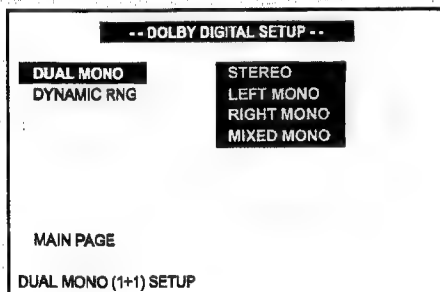 -- DOLBY DIGITAL SETUP --
DUAL MONO
DYNAMIC RNG
STEREO
LEFT MONO
RIGHT MONO
MIXED MONO
MAIN PAGE
DUAL MONO (1+1) SETUP